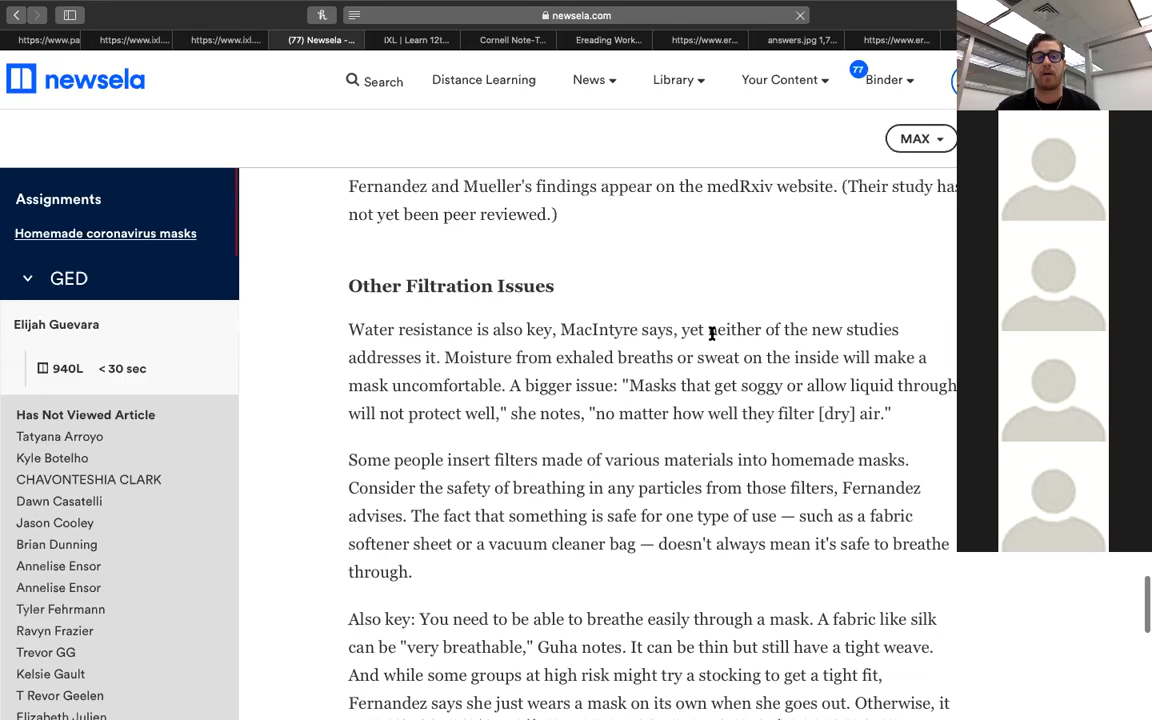 newsela.com
https://www.pa
https://www.ixl....
https://www.ixl....
(77) Newsela -...
IXL | Learn 12t...
Cornell Note-T...
Ereading Work...
https://www.er...
answers.jpg 1,7...
https://www.er...
newsela
Search
Distance Learning
News
Library
Your Content
77
Binder
MAX
Assignments
Homemade coronavirus masks
GED
Elijah Guevara
940L < 30 sec
Has Not Viewed Article
Tatyana Arroyo
Kyle Botelho
CHAVONTESHIA CLARK
Dawn Casatelli
Jason Cooley
Brian Dunning
Annelise Ensor
Annelise Ensor
Tyler Fehrmann
Ravyn Frazier
Trevor GG
Kelsie Gault
T Revor Geelen
Elizabeth Julien
Fernandez and Mueller's findings appear on the medRxiv website. (Their study has
not yet been peer reviewed.)
Other Filtration Issues
Water resistance is also key, MacIntyre says, yet neither of the new studies
addresses it. Moisture from exhaled breaths or sweat on the inside will make a
mask uncomfortable. A bigger issue: "Masks that get soggy or allow liquid through
will not protect well," she notes, "no matter how well they filter [dry] air."
Some people insert filters made of various materials into homemade masks.
Consider the safety of breathing in any particles from those filters, Fernandez
advises. The fact that something is safe for one type of use — such as a fabric
softener sheet or a vacuum cleaner bag — doesn't always mean it's safe to breathe
through.
Also key: You need to be able to breathe easily through a mask. A fabric like silk
can be "very breathable," Guha notes. It can be thin but still have a tight weave.
And while some groups at high risk might try a stocking to get a tight fit,
Fernandez says she just wears a mask on its own when she goes out. Otherwise, it